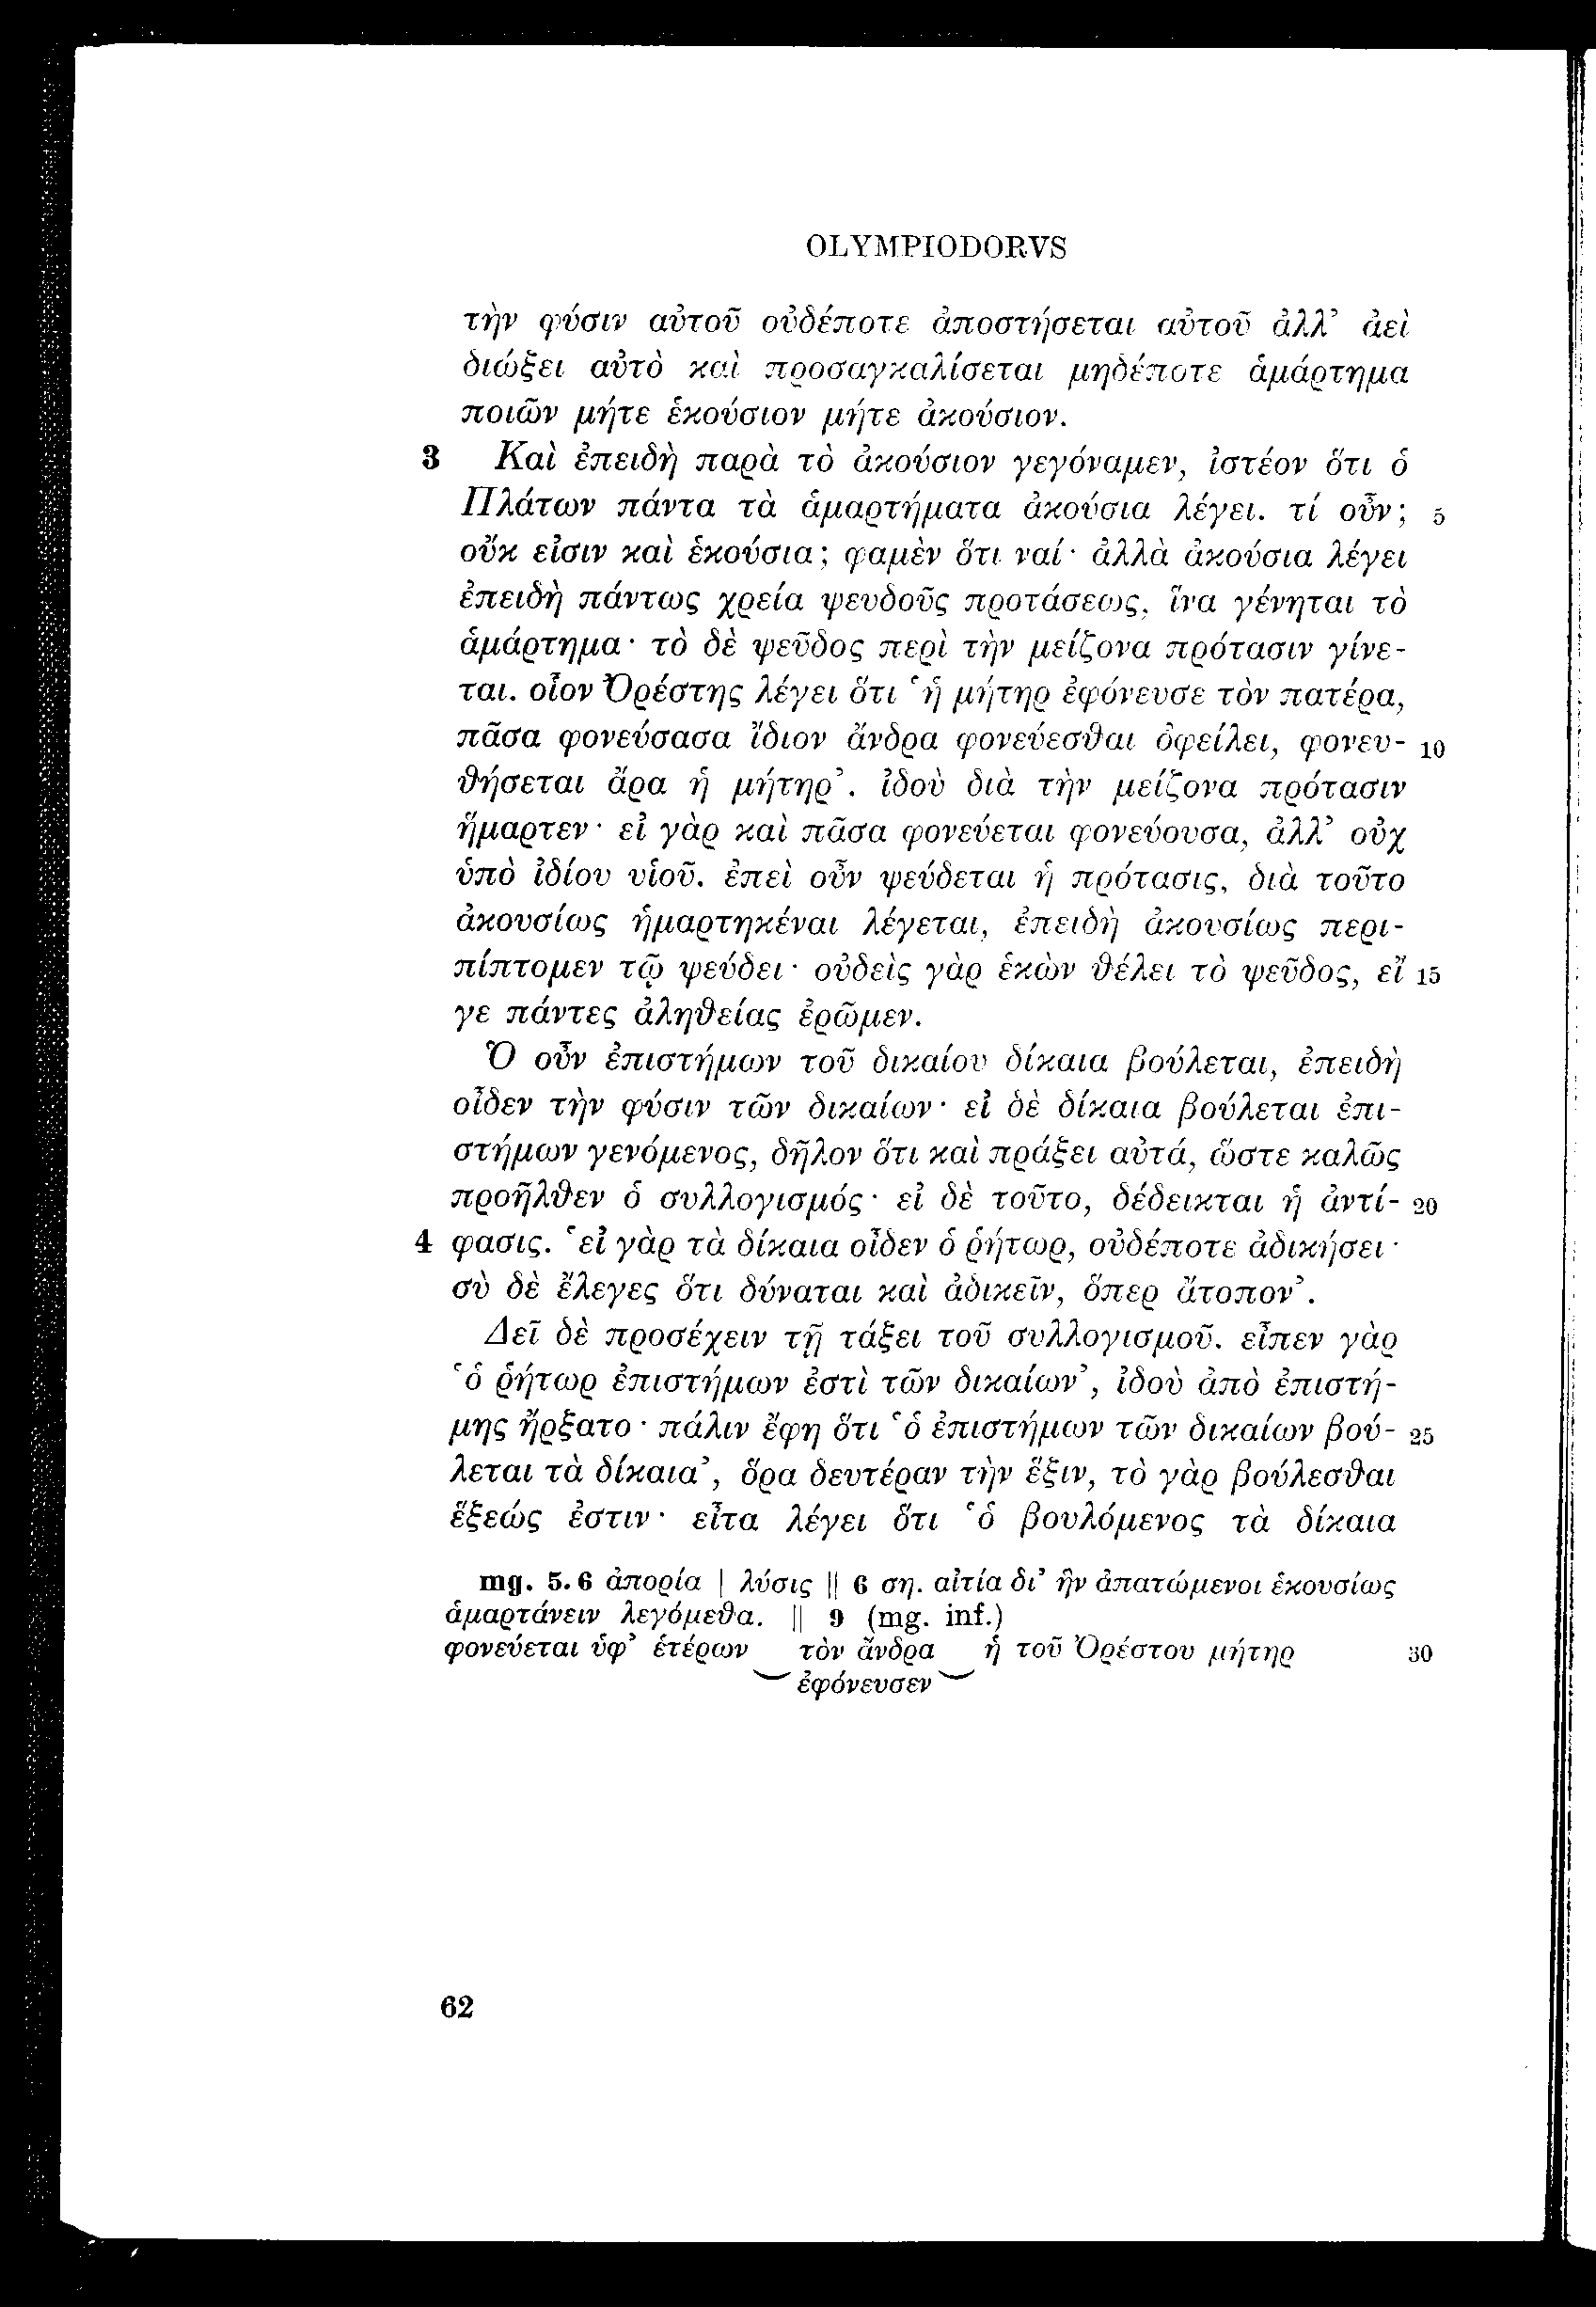 OLYMPIODORVS
τὴν φύσιν αὐτοῦ οὐδέποτε ἀποστήσεται αὐτοῦ ἀλλ’ ἀεὶ
διώξει αὐτὸ καὶ προσαγκαλίσεται μηδέποτε ἁμάρτημα
ποιῶν μήτε ἑκούσιον μήτε ἀκούσιον.
3 Καὶ ἐπειδὴ παρὰ τὸ ἀκούσιον γεγόναμεν, ἰστέον ὅτι ὁ
Πλάτων πάντα τὰ ἁμαρτήματα ἀκούσια λέγει. τί οὖν; 5
οὔκ εἰσιν καὶ ἑκούσια; φαμὲν ὅτι ναί· ἀλλὰ ἀκούσια λέγει
ἐπειδὴ πάντως χρεία ψευδοῦς προτάσεως, ἵνα γένηται τὸ
ἁμάρτημα· τὸ δὲ ψεῦδος περὶ τὴν μείζονα πρότασιν γίνε-
ται. οἷον Ὀρέστης λέγει ὅτι ‘ἡ μήτηρ ἐφόνευσε τὸν πατέρα,
πᾶσα φονεύσασα ἴδιον ἄνδρα φονεύεσθαι ὀφείλει, φονευ- 10
θήσεται ἄρα ἡ μήτηρ’. ἰδοὺ διὰ τὴν μείζονα πρότασιν
ἥμαρτεν· εἰ γὰρ καὶ πᾶσα φονεύεται φονεύουσα, ἀλλ’ οὐχ
ὑπὸ ἰδίου υἱοῦ. ἐπεὶ οὖν ψεύδεται ἡ πρότασις, διὰ τοῦτο
ἀκουσίως ἡμαρτηκέναι λέγεται, ἐπειδὴ ἀκουσίως περι-
πίπτομεν τῷ ψεύδει· οὐδεὶς γὰρ ἑκὼν θέλει τὸ ψεῦδος, εἴ 15
γε πάντες ἀληθείας ἐρῶμεν.
Ὁ οὖν ἐπιστήμων τοῦ δικαίου δίκαια βούλεται, ἐπειδὴ
οἶδεν τὴν φύσιν τῶν δικαίων· εἰ δὲ δίκαια βούλεται ἐπι-
στήμων γενόμενος, δῆλον ὅτι καὶ πράξει αὐτά, ὥστε καλῶς
προῆλθεν ὁ συλλογισμός· εἰ δὲ τοῦτο, δέδεικται ἡ ἀντί- 20
4 φασις. ‘εἰ γὰρ τὰ δίκαια οἶδεν ὁ ῥήτωρ, οὐδέποτε ἀδικήσει·
σὺ δὲ ἔλεγες ὅτι δύναται καὶ ἀδικεῖν, ὅπερ ἄτοπον’.
Δεῖ δὲ προσέχειν τῇ τάξει τοῦ συλλογισμοῦ. εἶπεν γὰρ
‘ὁ ῥήτωρ ἐπιστήμων ἐστὶ τῶν δικαίων’, ἰδοὺ ἀπὸ ἐπιστή-
μης ἤρξατο· πάλιν ἔφη ὅτι ‘ὁ ἐπιστήμων τῶν δικαίων βού- 25
λεται τὰ δίκαια’, ὅρα δευτέραν τὴν ἕξιν, τὸ γὰρ βούλεσθαι
ἕξεώς ἐστιν· εἶτα λέγει ὅτι ‘ὁ βουλόμενος τὰ δίκαια
mg. 5.6 ἀπορία | λύσις || 6 ση. αἰτία δι’ ἣν ἀπατώμενοι ἑκουσίως
ἁμαρτάνειν λεγόμεθα. || 9 (mg. inf.)
φονεύεται ὑφ’ ἑτέρων τὸν ἄνδρα ἡ τοῦ Ὀρέστου μήτηρ 30
ἐφόνευσεν
62